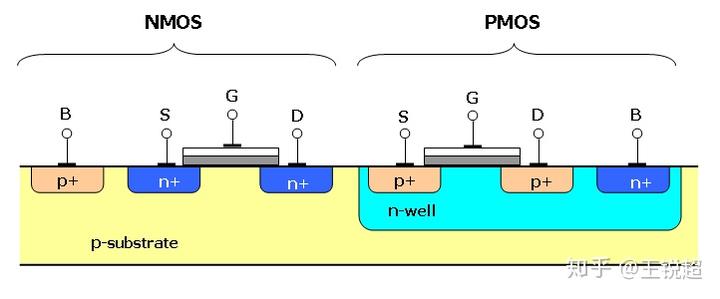 NMOS PMOS
B S G D S G D B
p+ n+ n+ p+ p+ n+
n-well
p-substrate
知乎 @王锐超